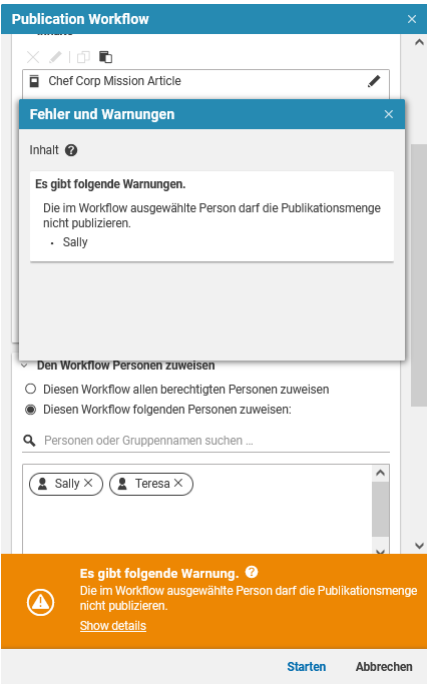 Publication Workflow
Chef Corp Mission Article
Fehler und Warnungen
Inhalt
Es gibt folgende Warnungen.
Die im Workflow ausgewählte Person darf die Publikationsmenge
nicht publizieren.
• Sally
Den Workflow Personen zuweisen
Diesen Workflow allen berechtigten Personen zuweisen
Diesen Workflow folgenden Personen zuweisen:
Personen oder Gruppennamen suchen ...
Sally Teresa
Es gibt folgende Warnung.
Die im Workflow ausgewählte Person darf die Publikationsmenge
nicht publizieren.
Show details
Starten Abbrechen